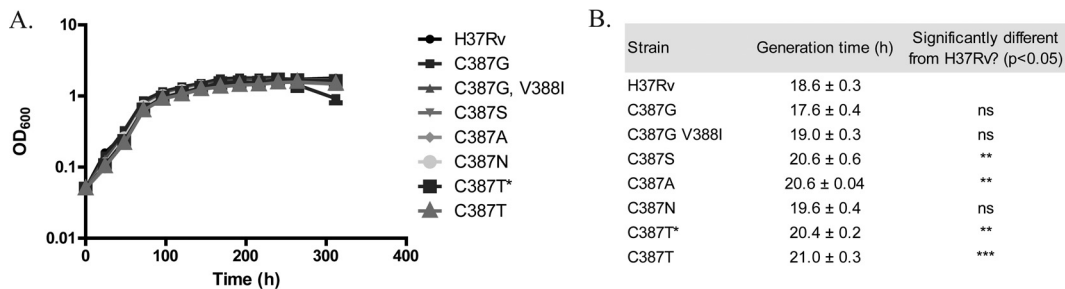 A.
10
1
0.1
0.01
OD600
0
100
200
300
400
Time (h)
H37Rv
C387G
C387G, V388I
C387S
C387A
C387N
C387T*
C387T
B.
Strain Generation time (h) Significantly different from H37Rv? (p<0.05)
H37Rv 18.6 ± 0.3
C387G 17.6 ± 0.4 ns
C387G V388I 19.0 ± 0.3 ns
C387S 20.6 ± 0.6 **
C387A 20.6 ± 0.04 **
C387N 19.6 ± 0.4 ns
C387T* 20.4 ± 0.2 **
C387T 21.0 ± 0.3 ***